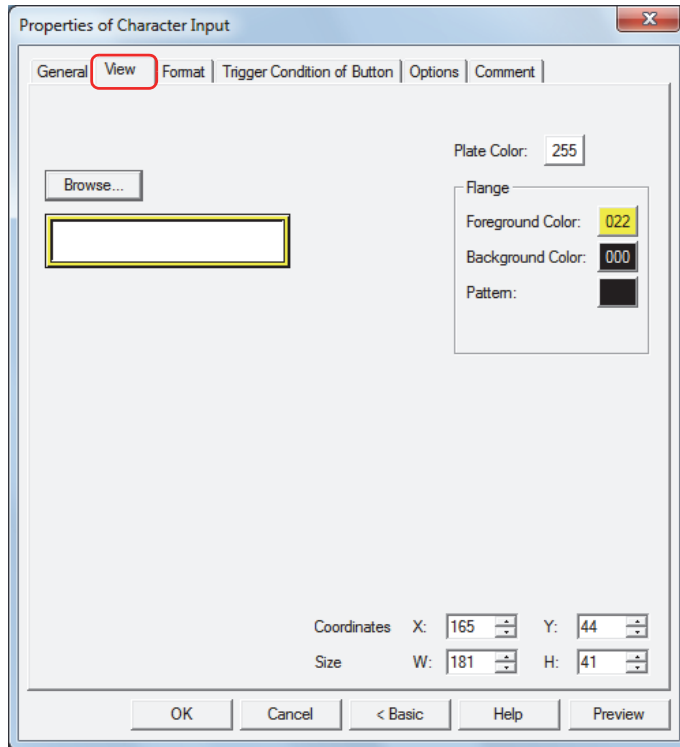 Properties of Character Input
General View Format Trigger Condition of Button Options Comment
Plate Color: 255
Browse...
Flange
Foreground Color: 022
Background Color: 000
Pattern:
Coordinates X: 165 Y: 44
Size W: 181 H: 41
OK Cancel < Basic Help Preview